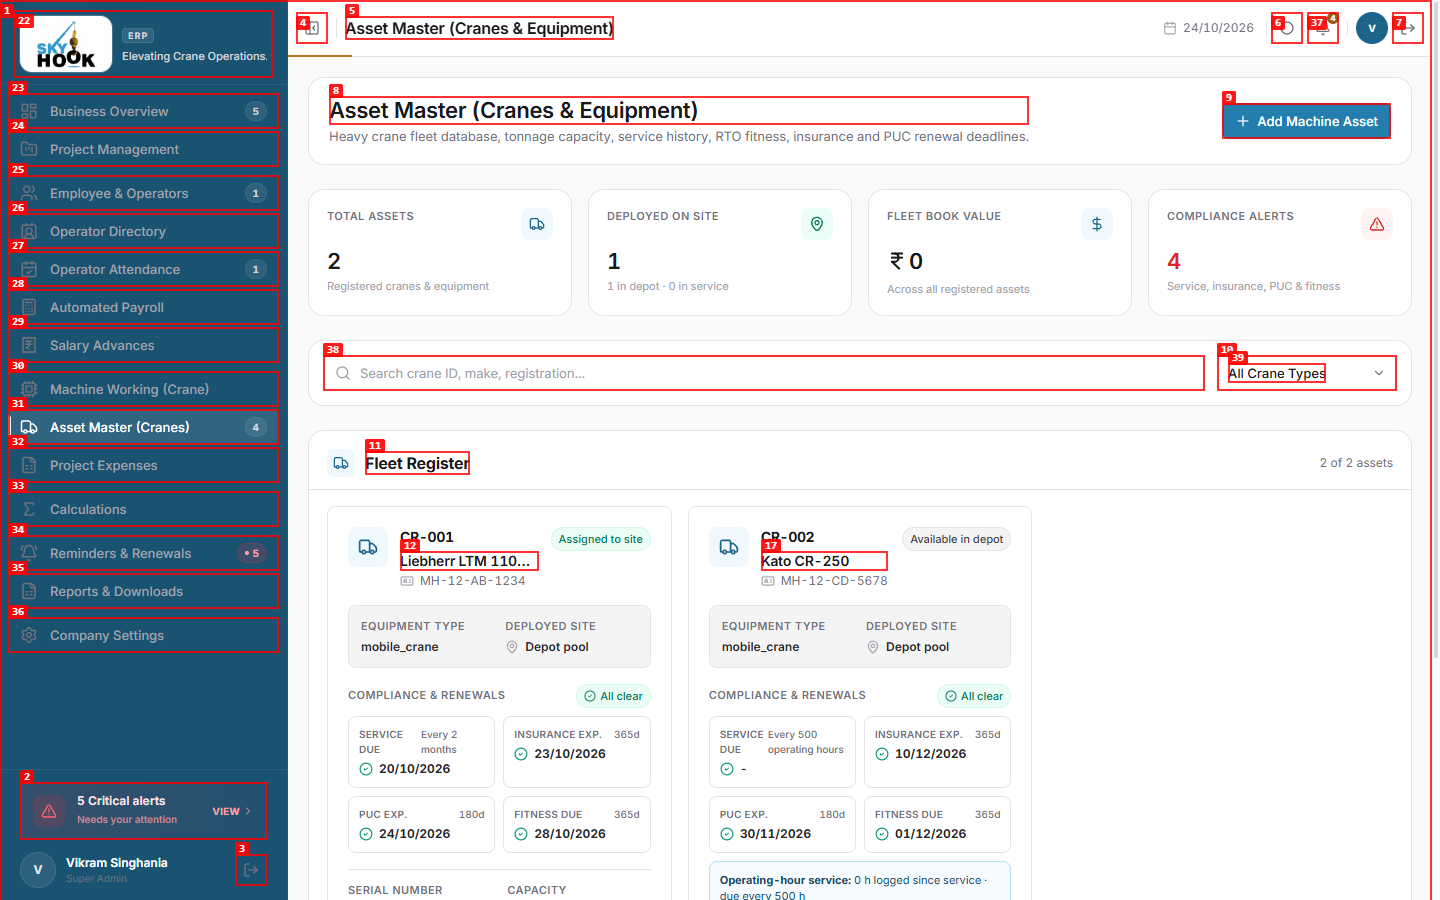 1
22
SKY
HOOK
ERP
Elevating Crane Operations.
23
Business Overview 5
24
Project Management
25
Employee & Operators 1
26
Operator Directory
27
Operator Attendance 1
28
Automated Payroll
29
Salary Advances
30
Machine Working (Crane)
31
Asset Master (Cranes) 4
32
Project Expenses
33
Calculations
34
Reminders & Renewals • 5
35
Reports & Downloads
36
Company Settings
2
5 Critical alerts
Needs your attention
VIEW
3
V
Vikram Singhania
Super Admin
4
5
Asset Master (Cranes & Equipment)
24/10/2026
6
37
4
V
7
8
Asset Master (Cranes & Equipment)
Heavy crane fleet database, tonnage capacity, service history, RTO fitness, insurance and PUC renewal deadlines.
9
Add Machine Asset
TOTAL ASSETS
2
Registered cranes & equipment
DEPLOYED ON SITE
1
1 in depot · 0 in service
FLEET BOOK VALUE
$
₹ 0
Across all registered assets
COMPLIANCE ALERTS
4
Service, insurance, PUC & fitness
38
Search crane ID, make, registration...
10
39
All Crane Types
11
Fleet Register
2 of 2 assets
CR-001
12
Liebherr LTM 110...
MH-12-AB-1234
Assigned to site
EQUIPMENT TYPE
mobile_crane
DEPLOYED SITE
Depot pool
COMPLIANCE & RENEWALS
All clear
SERVICE DUE
Every 2 months
20/10/2026
INSURANCE EXP. 365d
23/10/2026
PUC EXP. 180d
24/10/2026
FITNESS DUE 365d
28/10/2026
SERIAL NUMBER
CAPACITY
CR-002
17
Kato CR-250
MH-12-CD-5678
Available in depot
EQUIPMENT TYPE
mobile_crane
DEPLOYED SITE
Depot pool
COMPLIANCE & RENEWALS
All clear
SERVICE DUE
Every 500 operating hours
-
INSURANCE EXP. 365d
10/12/2026
PUC EXP. 180d
30/11/2026
FITNESS DUE 365d
01/12/2026
Operating-hour service: 0 h logged since service ·
due every 500 h